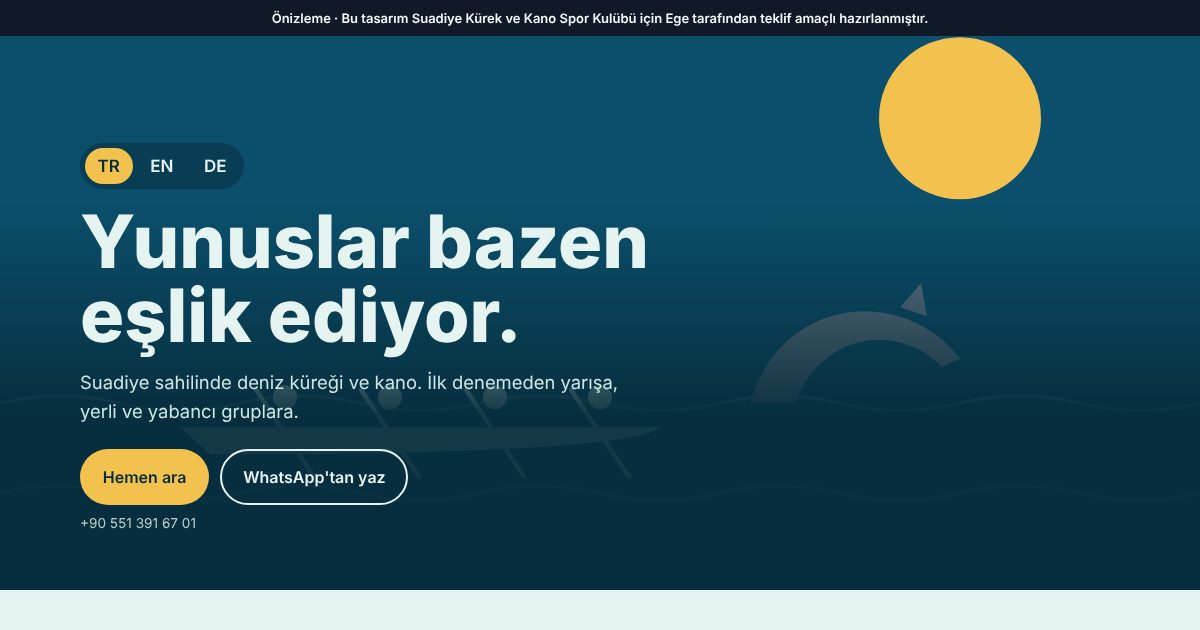 Önizleme · Bu tasarım Suadiye Kürek ve Kano Spor Kulübü için Ege tarafından teklif amaçlı hazırlanmıştır.
TR EN DE
Yunuslar bazen
eşlik ediyor.
Suadiye sahilinde deniz küreği ve kano. İlk denemeden yarışa,
yerli ve yabancı gruplara.
Hemen ara WhatsApp'tan yaz
+90 551 391 67 01